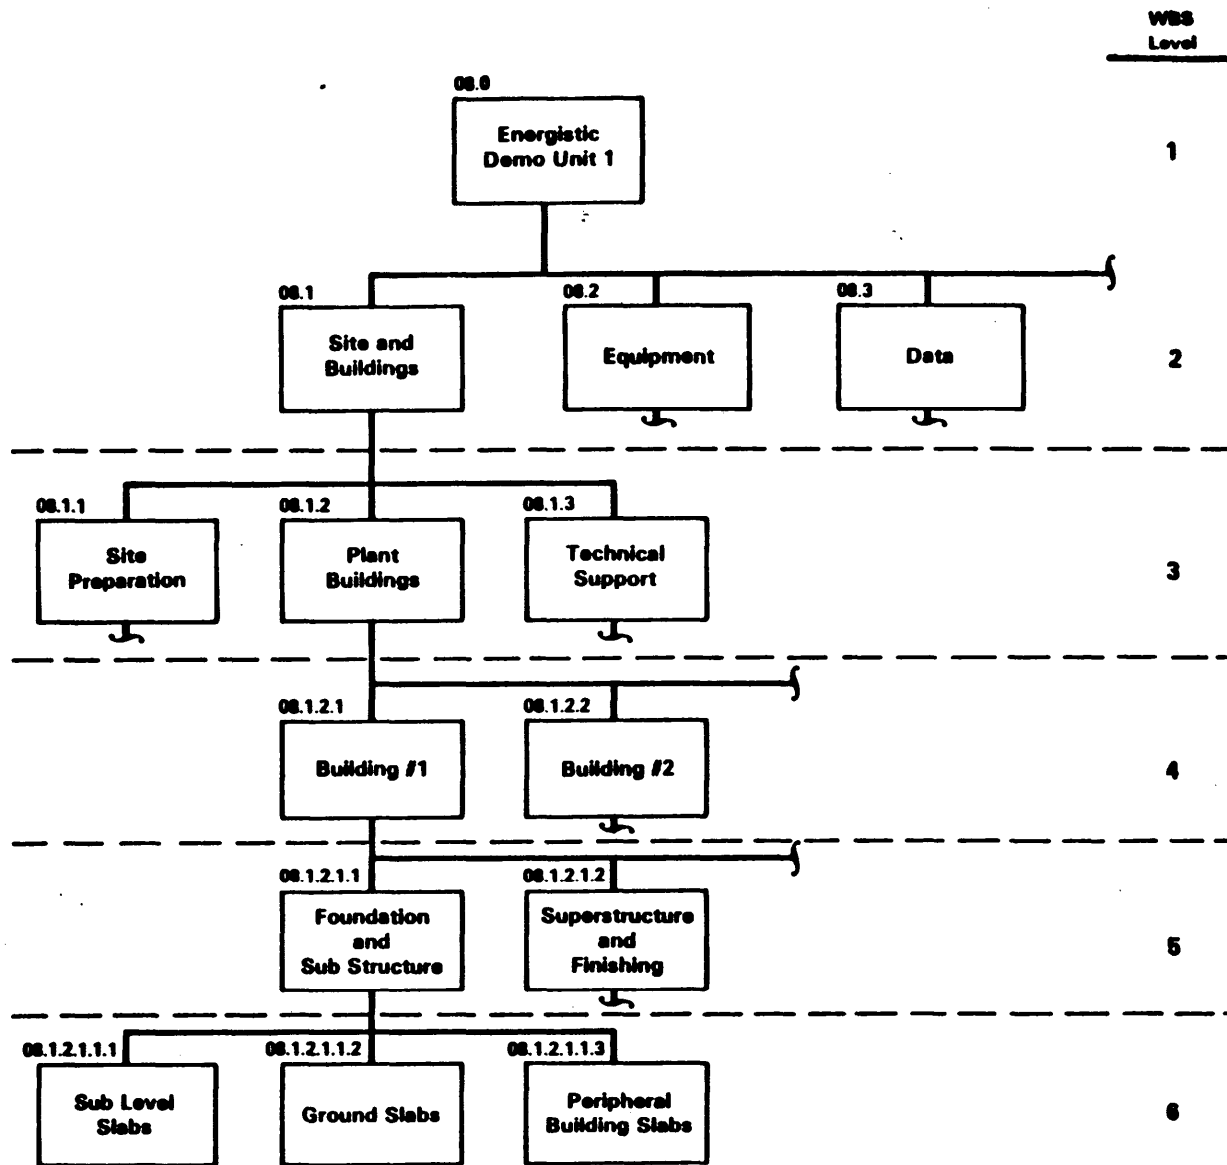 WBS
Level
08.0
Energistic
Demo Unit 1
1
08.1
08.2
08.3
Site and
Buildings
Equipment
Data
2
08.1.1
08.1.2
08.1.3
Site
Preparation
Plant
Buildings
Technical
Support
3
08.1.2.1
08.1.2.2
Building #1
Building #2
4
08.1.2.1.1
08.1.2.1.2
Foundation
and
Sub Structure
Superstructure
and
Finishing
5
08.1.2.1.1.1
08.1.2.1.1.2
08.1.2.1.1.3
Sub Level
Slabs
Ground Slabs
Peripheral
Building Slabs
6